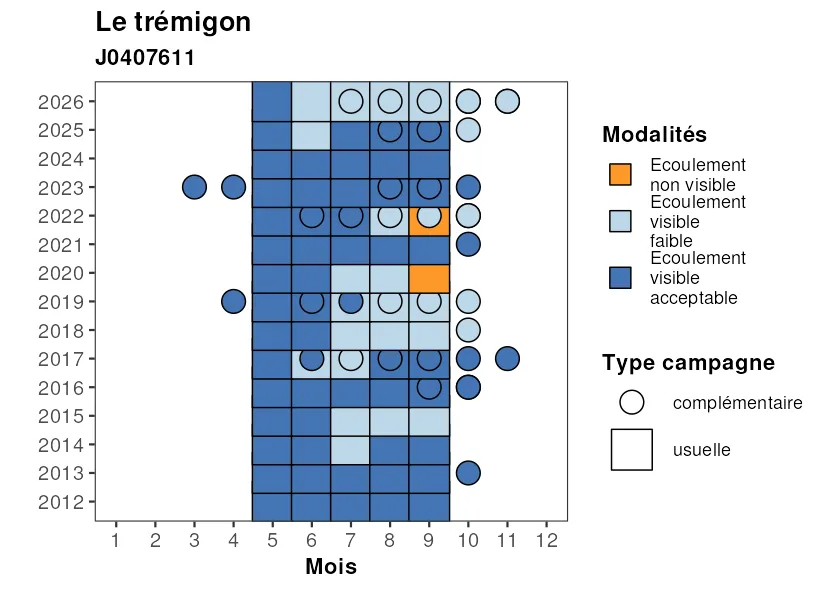 Le trémigon
J0407611
2026
2025
2024
2023
2022
2021
2020
2019
2018
2017
2016
2015
2014
2013
2012
1 2 3 4 5 6 7 8 9 10 11 12
Mois
Modalités
Ecoulement
non visible
Ecoulement
visible
faible
Ecoulement
visible
acceptable
Type campagne
complémentaire
usuelle